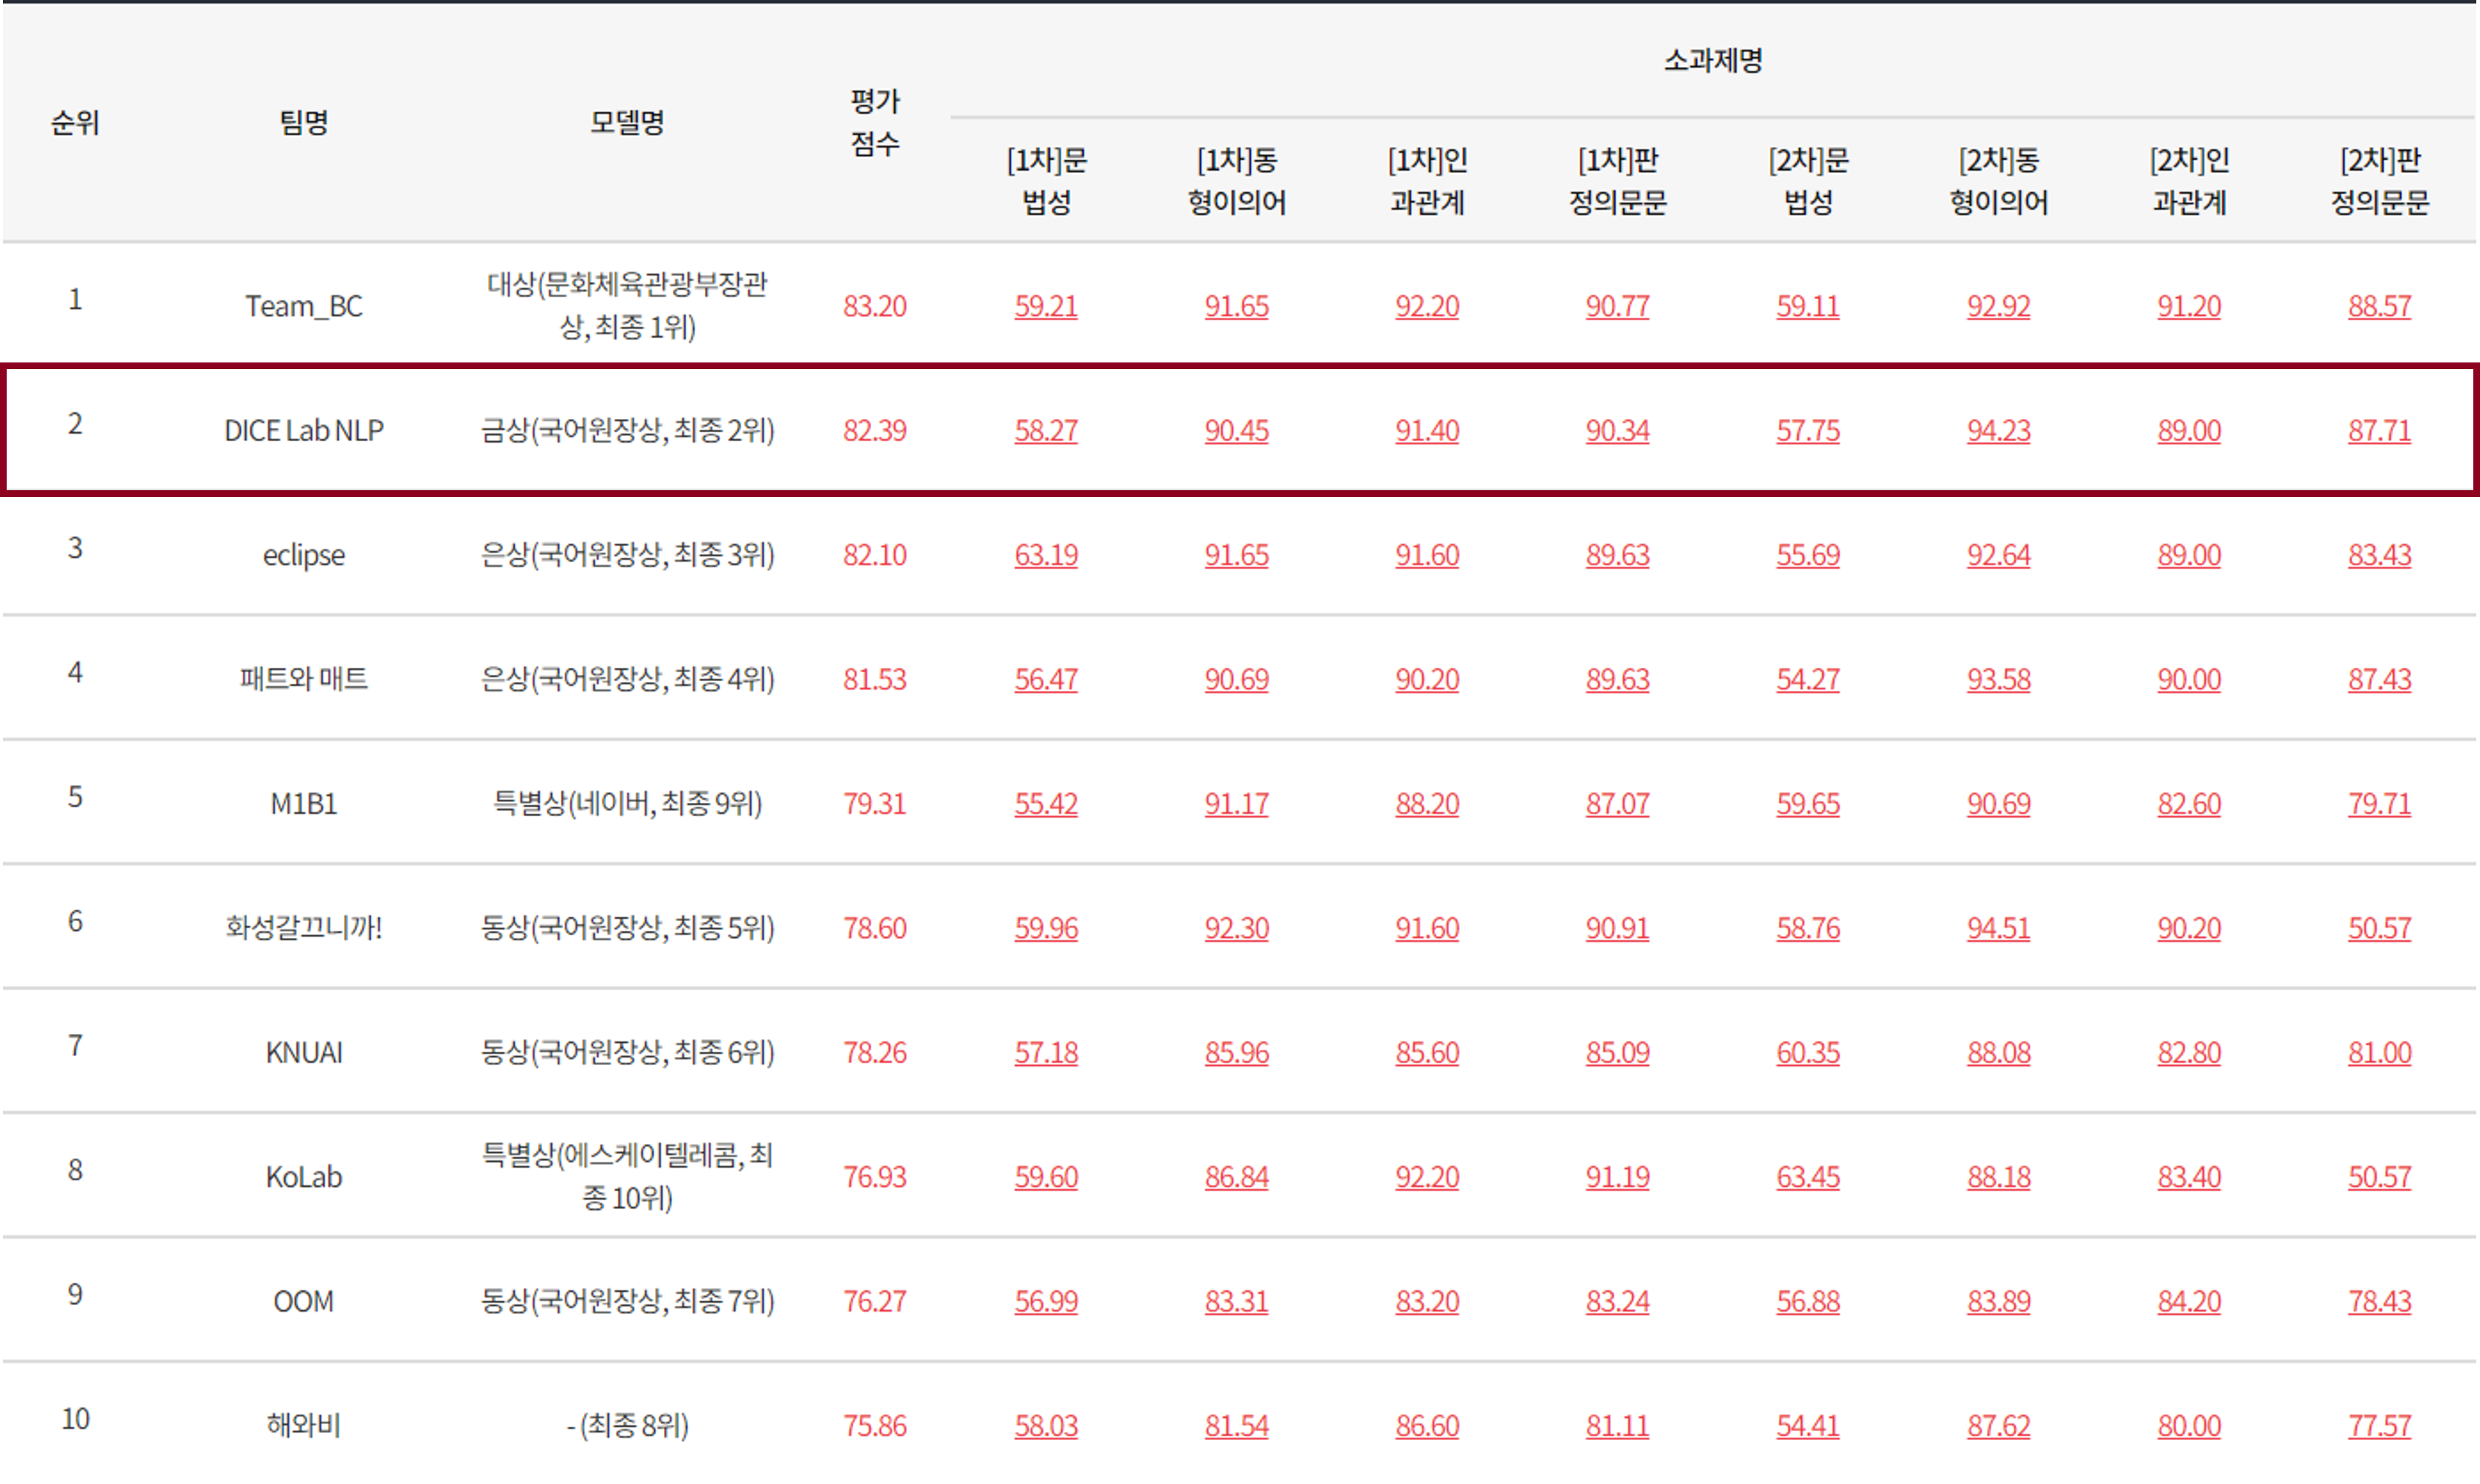 순위 팀명 모델명 평가 점수 소과제명
[1차]문법성 [1차]동형이의어 [1차]인과관계 [1차]판정의문문 [2차]문법성 [2차]동형이의어 [2차]인과관계 [2차]판정의문문
1 Team_BC 대상(문화체육관광부장관상, 최종 1위) 83.20 59.21 91.65 92.20 90.77 59.11 92.92 91.20 88.57
2 DICE Lab NLP 금상(국어원장상, 최종 2위) 82.39 58.27 90.45 91.40 90.34 57.75 94.23 89.00 87.71
3 eclipse 은상(국어원장상, 최종 3위) 82.10 63.19 91.65 91.60 89.63 55.69 92.64 89.00 83.43
4 패트와 매트 은상(국어원장상, 최종 4위) 81.53 56.47 90.69 90.20 89.63 54.27 93.58 90.00 87.43
5 M1B1 특별상(네이버, 최종 9위) 79.31 55.42 91.17 88.20 87.07 59.65 90.69 82.60 79.71
6 화성갈끄니까! 동상(국어원장상, 최종 5위) 78.60 59.96 92.30 91.60 90.91 58.76 94.51 90.20 50.57
7 KNUAI 동상(국어원장상, 최종 6위) 78.26 57.18 85.96 85.60 85.09 60.35 88.08 82.80 81.00
8 KoLab 특별상(에스케이텔레콤, 최종 10위) 76.93 59.60 86.84 92.20 91.19 63.45 88.18 83.40 50.57
9 OOM 동상(국어원장상, 최종 7위) 76.27 56.99 83.31 83.20 83.24 56.88 83.89 84.20 78.43
10 해와비 - (최종 8위) 75.86 58.03 81.54 86.60 81.11 54.41 87.62 80.00 77.57